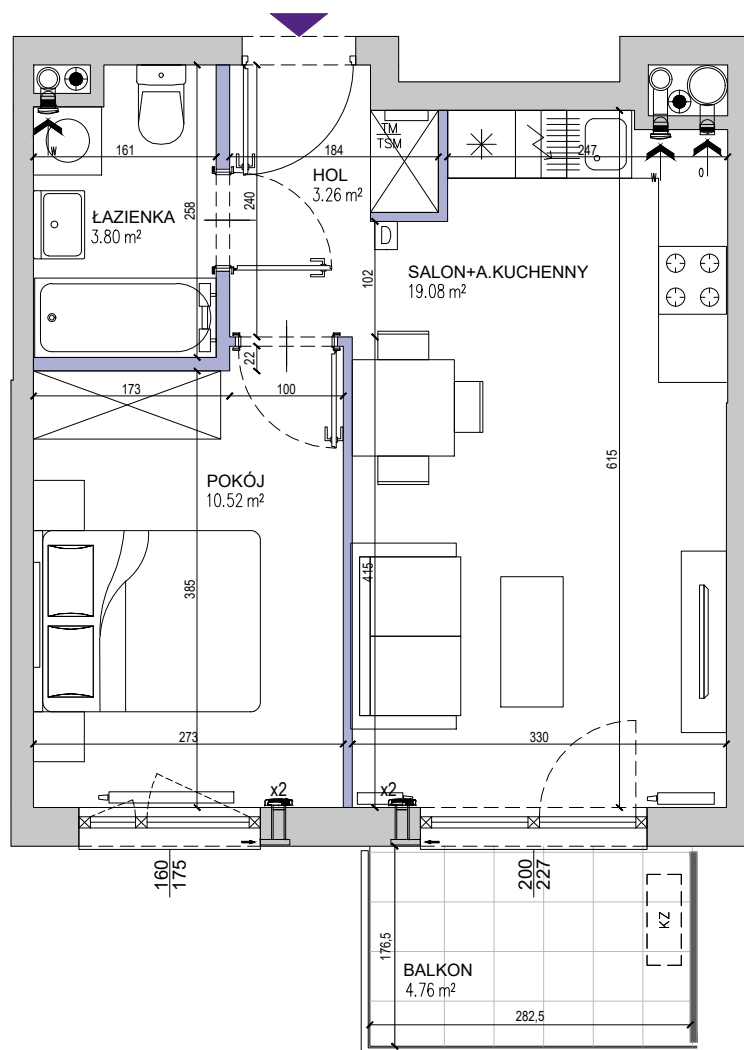 TM
TSM
161
184
247
W
W
0
HOL
3.26 m²
ŁAZIENKA
3.80 m²
258
240
D
102
SALON+A.KUCHENNY
19.08 m²
22
173
100
615
POKÓJ
10.52 m²
385
415
273
330
x2
x2
160
175
200
227
KZ
176,5
BALKON
4.76 m²
282,5